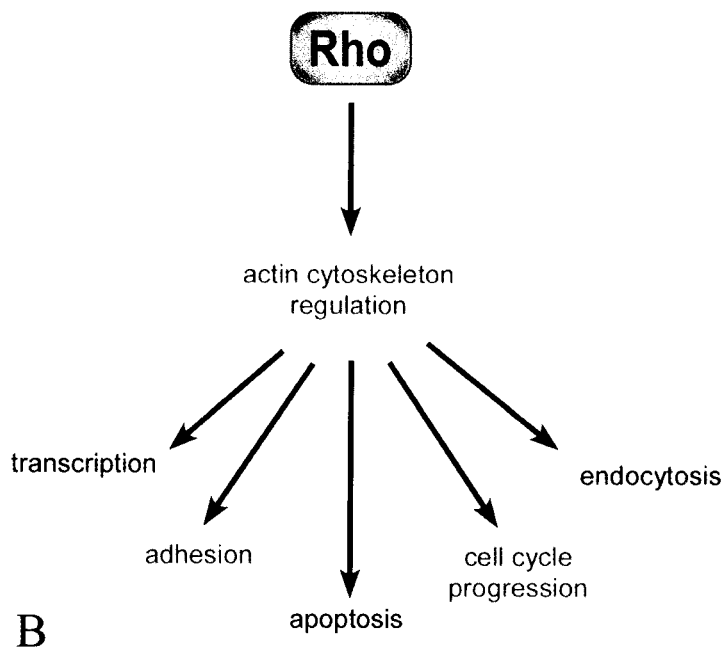 Rho
actin cytoskeleton
regulation
transcription
endocytosis
adhesion
cell cycle
progression
apoptosis
B